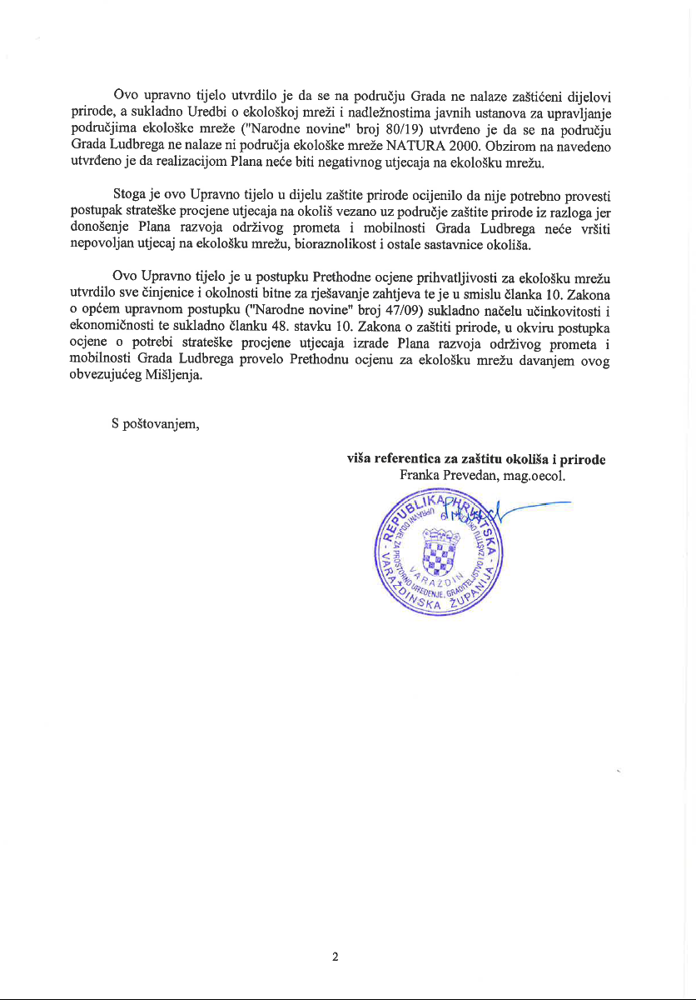 Ovo upravno tijelo utvrdilo je da se na području Grada ne nalaze zaštićeni dijelovi
prirode, a sukladno Uredbi o ekološkoj mreži i nadležnostima javnih ustanova za upravljanje
područjima ekološke mreže ("Narodne novine" broj 80/19) utvrđeno je da se na području
Grada Ludbrega ne nalaze ni područja ekološke mreže NATURA 2000. Obzirom na navedeno
utvrđeno je da realizacijom Plana neće biti negativnog utjecaja na ekološku mrežu.
Stoga je ovo Upravno tijelo u dijelu zaštite prirode ocijenilo da nije potrebno provesti
postupak strateške procjene utjecaja na okoliš vezano uz područje zaštite prirode iz razloga jer
donošenje Plana razvoja održivog prometa i mobilnosti Grada Ludbrega neće vršiti
nepovoljan utjecaj na ekološku mrežu, bioraznolikost i ostale sastavnice okoliša.
Ovo Upravno tijelo je u postupku Prethodne ocjene prihvatljivosti za ekološku mrežu
utvrdilo sve činjenice i okolnosti bitne za rješavanje zahtjeva te je u smislu članka 10. Zakona
o općem upravnom postupku ("Narodne novine" broj 47/09) sukladno načelu učinkovitosti i
ekonomičnosti te sukladno članku 48. stavku 10. Zakona o zaštiti prirode, u okviru postupka
ocjene o potrebi strateške procjene utjecaja izrade Plana razvoja održivog prometa i
mobilnosti Grada Ludbrega provelo Prethodnu ocjenu za ekološku mrežu davanjem ovog
obvezujućeg Mišljenja.
S poštovanjem,
viša referentica za zaštitu okoliša i prirode
Franka Prevedan, mag.oecol.
REPUBLIKA HRVATSKA
- VARAŽDINSKA ŽUPANIJA -
UPRAVNI ODJEL ZA PROSTORNO UREĐENJE, GRADITELJSTVO I ZAŠTITU
VARAŽDIN
2